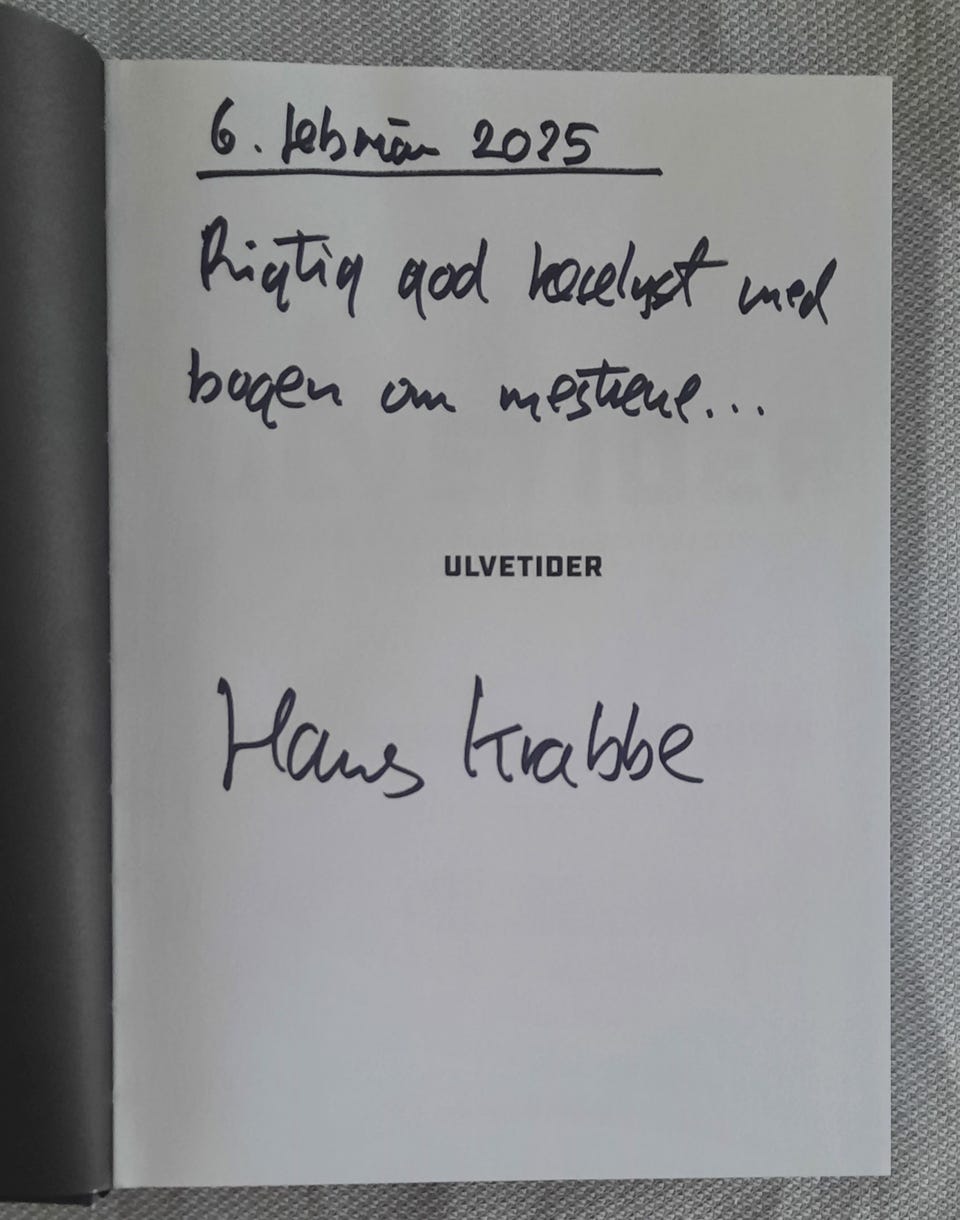 6. februar 2025
Rigtig god læselyst med
bogen om mestrene...
ULVETIDER
Hans Krabbe